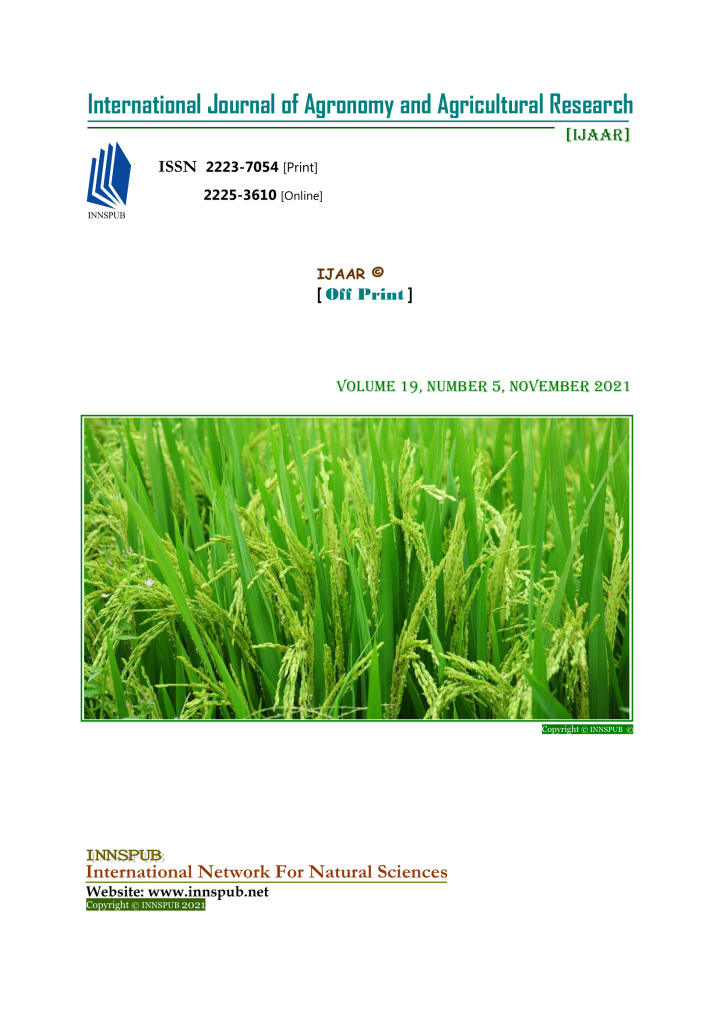 International Journal of Agronomy and Agricultural Research
[IJAAR]
ISSN 2223-7054 [Print]
2225-3610 [Online]
INNSPUB
IJAAR ©
[ Off Print ]
VOLUME 19, NUMBER 5, NOVEMBER 2021
Copyright © INNSPUB ©
INNSPUB
International Network For Natural Sciences
Website: www.innspub.net
Copyright © INNSPUB 2021